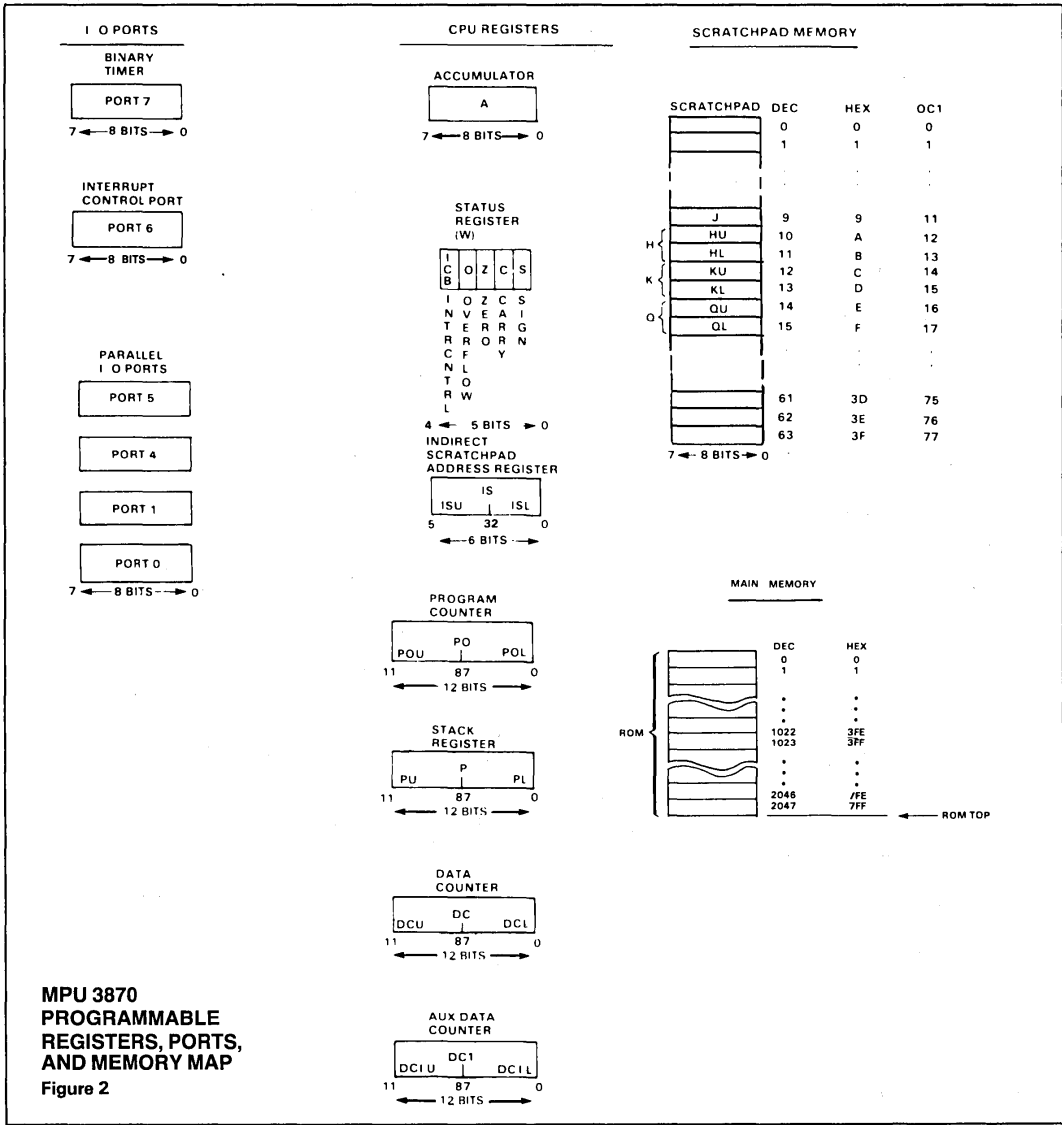 I O PORTS
BINARY
TIMER
PORT 7
7 8 BITS 0
INTERRUPT
CONTROL PORT
PORT 6
7 8 BITS 0
PARALLEL
I O PORTS
PORT 5
PORT 4
PORT 1
PORT 0
7 8 BITS 0
CPU REGISTERS
ACCUMULATOR
A
7 8 BITS 0
STATUS
REGISTER
(W)
ICB O Z C S
INTRCNTRL
OVERFLOW
ZERO
CARRY
SIGN
4 5 BITS 0
INDIRECT
SCRATCHPAD
ADDRESS REGISTER
IS
ISU ISL
5 32 0
6 BITS
PROGRAM
COUNTER
PO
POU POL
11 87 0
12 BITS
STACK
REGISTER
P
PU PL
11 87 0
12 BITS
DATA
COUNTER
DC
DCU DCL
11 87 0
12 BITS
AUX DATA
COUNTER
DC1
DC1U DC1L
11 87 0
12 BITS
SCRATCHPAD MEMORY
SCRATCHPAD DEC HEX OC1
0 0 0
1 1 1
J 9 9 11
H
HU 10 A 12
HL 11 B 13
K
KU 12 C 14
KL 13 D 15
Q
QU 14 E 16
QL 15 F 17
61 3D 75
62 3E 76
63 3F 77
7 8 BITS 0
MAIN MEMORY
DEC HEX
0 0
1 1
ROM
1022 3FE
1023 3FF
2046 7FE
2047 7FF
ROM TOP
MPU 3870
PROGRAMMABLE
REGISTERS, PORTS,
AND MEMORY MAP
Figure 2